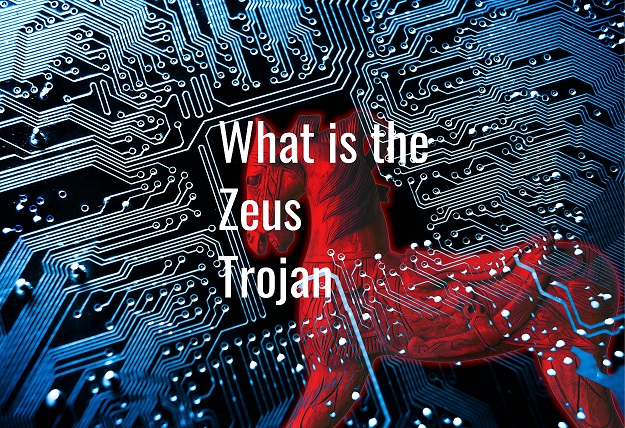 What is the
Zeus
Trojan